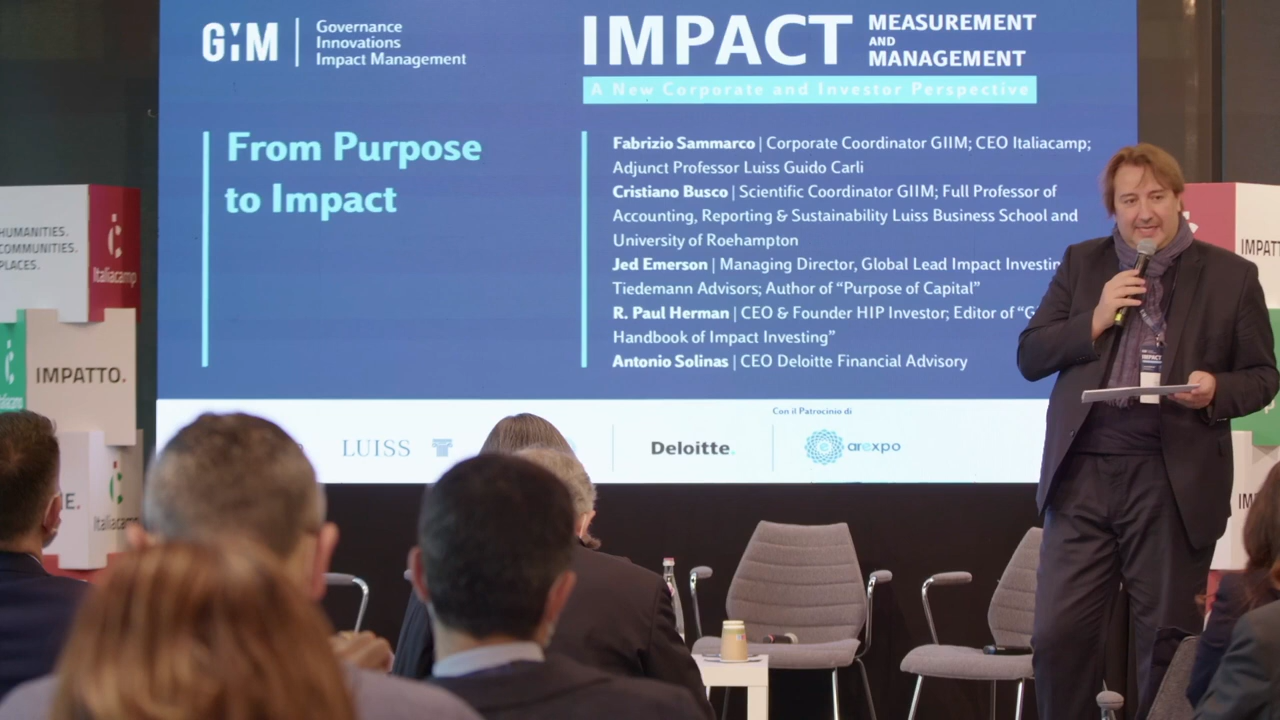 GIIM
Governance
Innovations
Impact Management
IMPACT
MEASUREMENT
AND
MANAGEMENT
A New Corporate and Investor Perspective
From Purpose
to Impact
Fabrizio Sammarco | Corporate Coordinator GIIM; CEO Italiacamp;
Adjunct Professor Luiss Guido Carli
Cristiano Busco | Scientific Coordinator GIIM; Full Professor of
Accounting, Reporting & Sustainability Luiss Business School and
University of Roehampton
Jed Emerson | Managing Director, Global Lead Impact
Tiedemann Advisors; Author of “Purpose of Capital”
R. Paul Herman | CEO & Founder HIP Investor; Editor of
Handbook of Impact Investing”
Antonio Solinas | CEO Deloitte Financial Advisory
Con il Patrocinio di
LUISS
Deloitte.
arexpo
HUMANITIES.
COMMUNITIES.
PLACES.
Italiacamp
IMPATTO.
Italiacamp
IMPACT